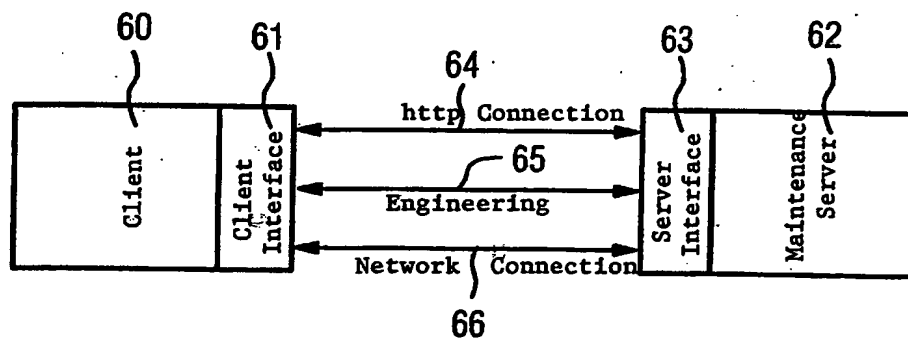 60
61
63
62
64
http Connection
65
Engineering
Network Connection
66
Client
Client
Interface
Server
Interface
Maintenance
Server